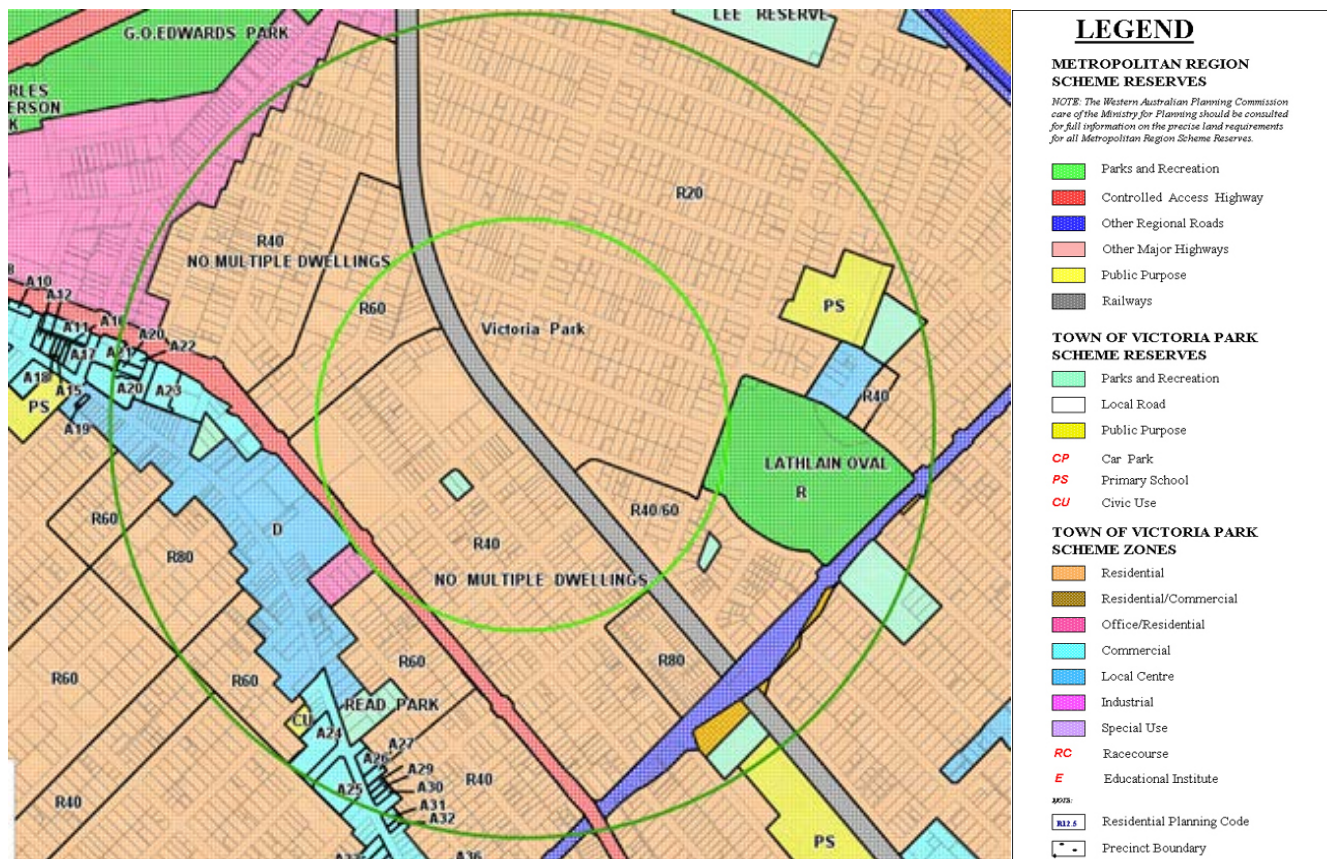 G.O.EDWARDS PARK
LEE RESERVE
RLES
ERSON
K
R20
R40
NO MULTIPLE DWELLINGS
R60
Victoria Park
PS
R40
LATHLAIN OVAL
R
R40/60
8
A10
A12
A11
A16
A20
A17
A21
A22
A18
A15
A20
A23
PS
A19
R60
R80
D
R40
NO MULTIPLE DWELLINGS
R60
R80
R60
R60
READ PARK
CU
A24
A27
A26
A29
A25
A30
R40
A31
A32
R40
A36
PS
LEGEND
METROPOLITAN REGION
SCHEME RESERVES
NOTE: The Western Australian Planning Commission
care of the Ministry for Planning should be consulted
for full information on the precise land requirements
for all Metropolitan Region Scheme Reserves.
Parks and Recreation
Controlled Access Highway
Other Regional Roads
Other Major Highways
Public Purpose
Railways
TOWN OF VICTORIA PARK
SCHEME RESERVES
Parks and Recreation
Local Road
Public Purpose
CP Car Park
PS Primary School
CU Civic Use
TOWN OF VICTORIA PARK
SCHEME ZONES
Residential
Residential/Commercial
Office/Residential
Commercial
Local Centre
Industrial
Special Use
RC Racecourse
E Educational Institute
NOTE:
R12.5 Residential Planning Code
Precinct Boundary